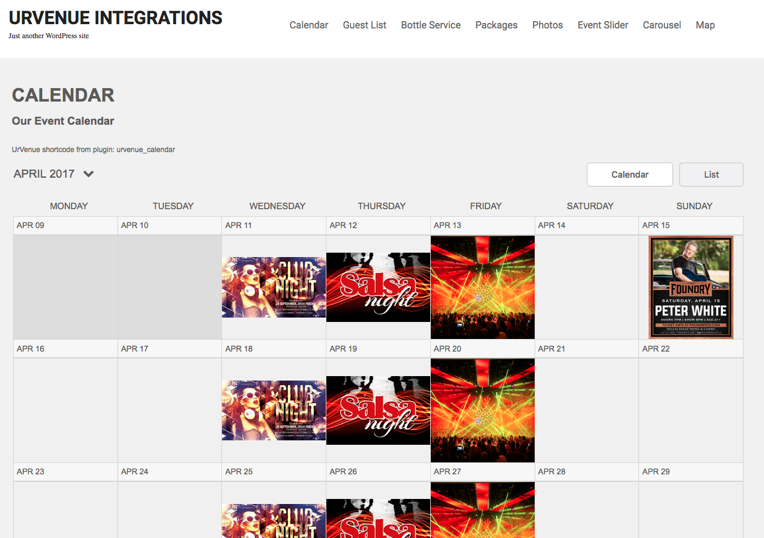 URVENUE INTEGRATIONS
Just another WordPress site
Calendar Guest List Bottle Service Packages Photos Event Slider Carousel Map
CALENDAR
Our Event Calendar
UrVenue shortcode from plugin: urvenue_calendar
APRIL 2017
Calendar List
MONDAY TUESDAY WEDNESDAY THURSDAY FRIDAY SATURDAY SUNDAY
APR 09 APR 10 APR 11 APR 12 APR 13 APR 14 APR 15
CLUB
NIGHT
Salsa
night
FOUNDRY
SATURDAY, APRIL 15
PETER WHITE
APR 16 APR 17 APR 18 APR 19 APR 20 APR 21 APR 22
CLUB
NIGHT
Salsa
night
APR 23 APR 24 APR 25 APR 26 APR 27 APR 28 APR 29
CLUB
NIGHT
Salsa